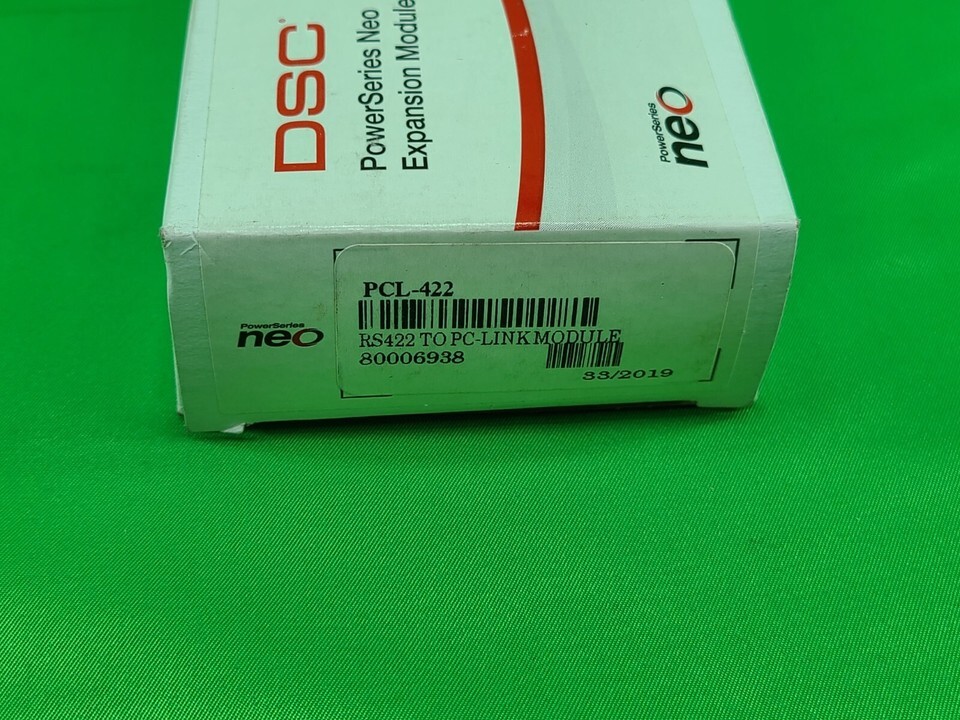 DSC
PowerSeries Neo
Expansion Module
PowerSeries
neo
PowerSeries
neo
PCL-422
RS422 TO PC-LINK MODULE
80006938
33/2019